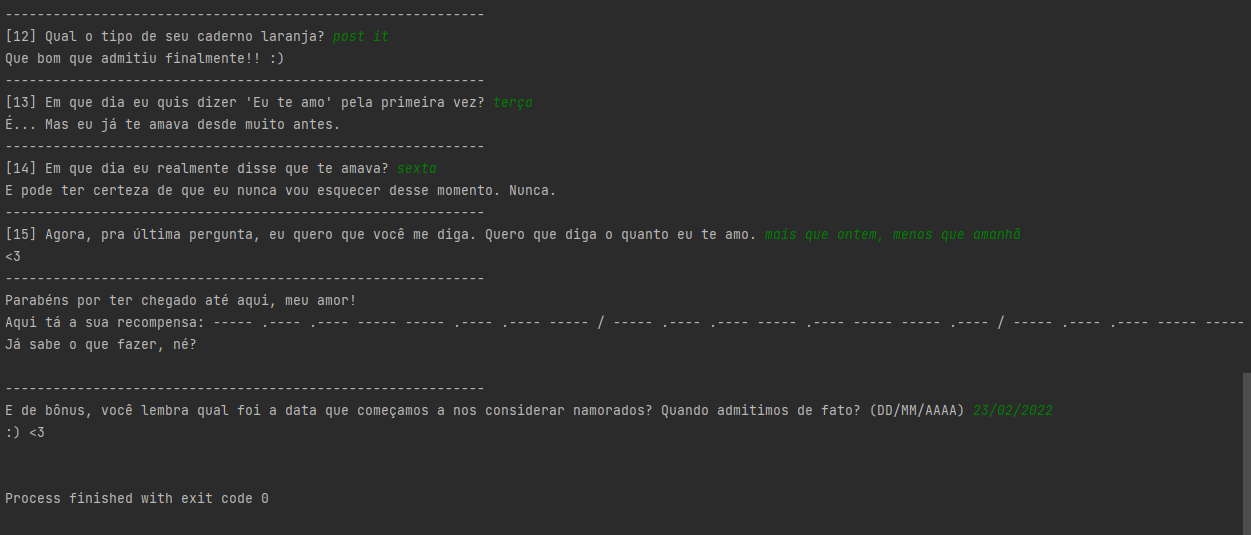 ------------------------------------------------------------
[12] Qual o tipo de seu caderno laranja? post it
Que bom que admitiu finalmente!! :)
------------------------------------------------------------
[13] Em que dia eu quis dizer 'Eu te amo' pela primeira vez? terça
É... Mas eu já te amava desde muito antes.
------------------------------------------------------------
[14] Em que dia eu realmente disse que te amava? sexta
E pode ter certeza de que eu nunca vou esquecer desse momento. Nunca.
------------------------------------------------------------
[15] Agora, pra última pergunta, eu quero que você me diga. Quero que diga o quanto eu te amo. mais que ontem, menos que amanhã
<3
------------------------------------------------------------
Parabéns por ter chegado até aqui, meu amor!
Aqui tá a sua recompensa: ----- .---- .---- ----- ----- .---- .---- ----- / ----- .---- .---- ----- .---- ----- ----- .---- / ----- .---- .---- ----- -----
Já sabe o que fazer, né?
------------------------------------------------------------
E de bônus, você lembra qual foi a data que começamos a nos considerar namorados? Quando admitimos de fato? (DD/MM/AAAA) 23/02/2022
:) <3
Process finished with exit code 0